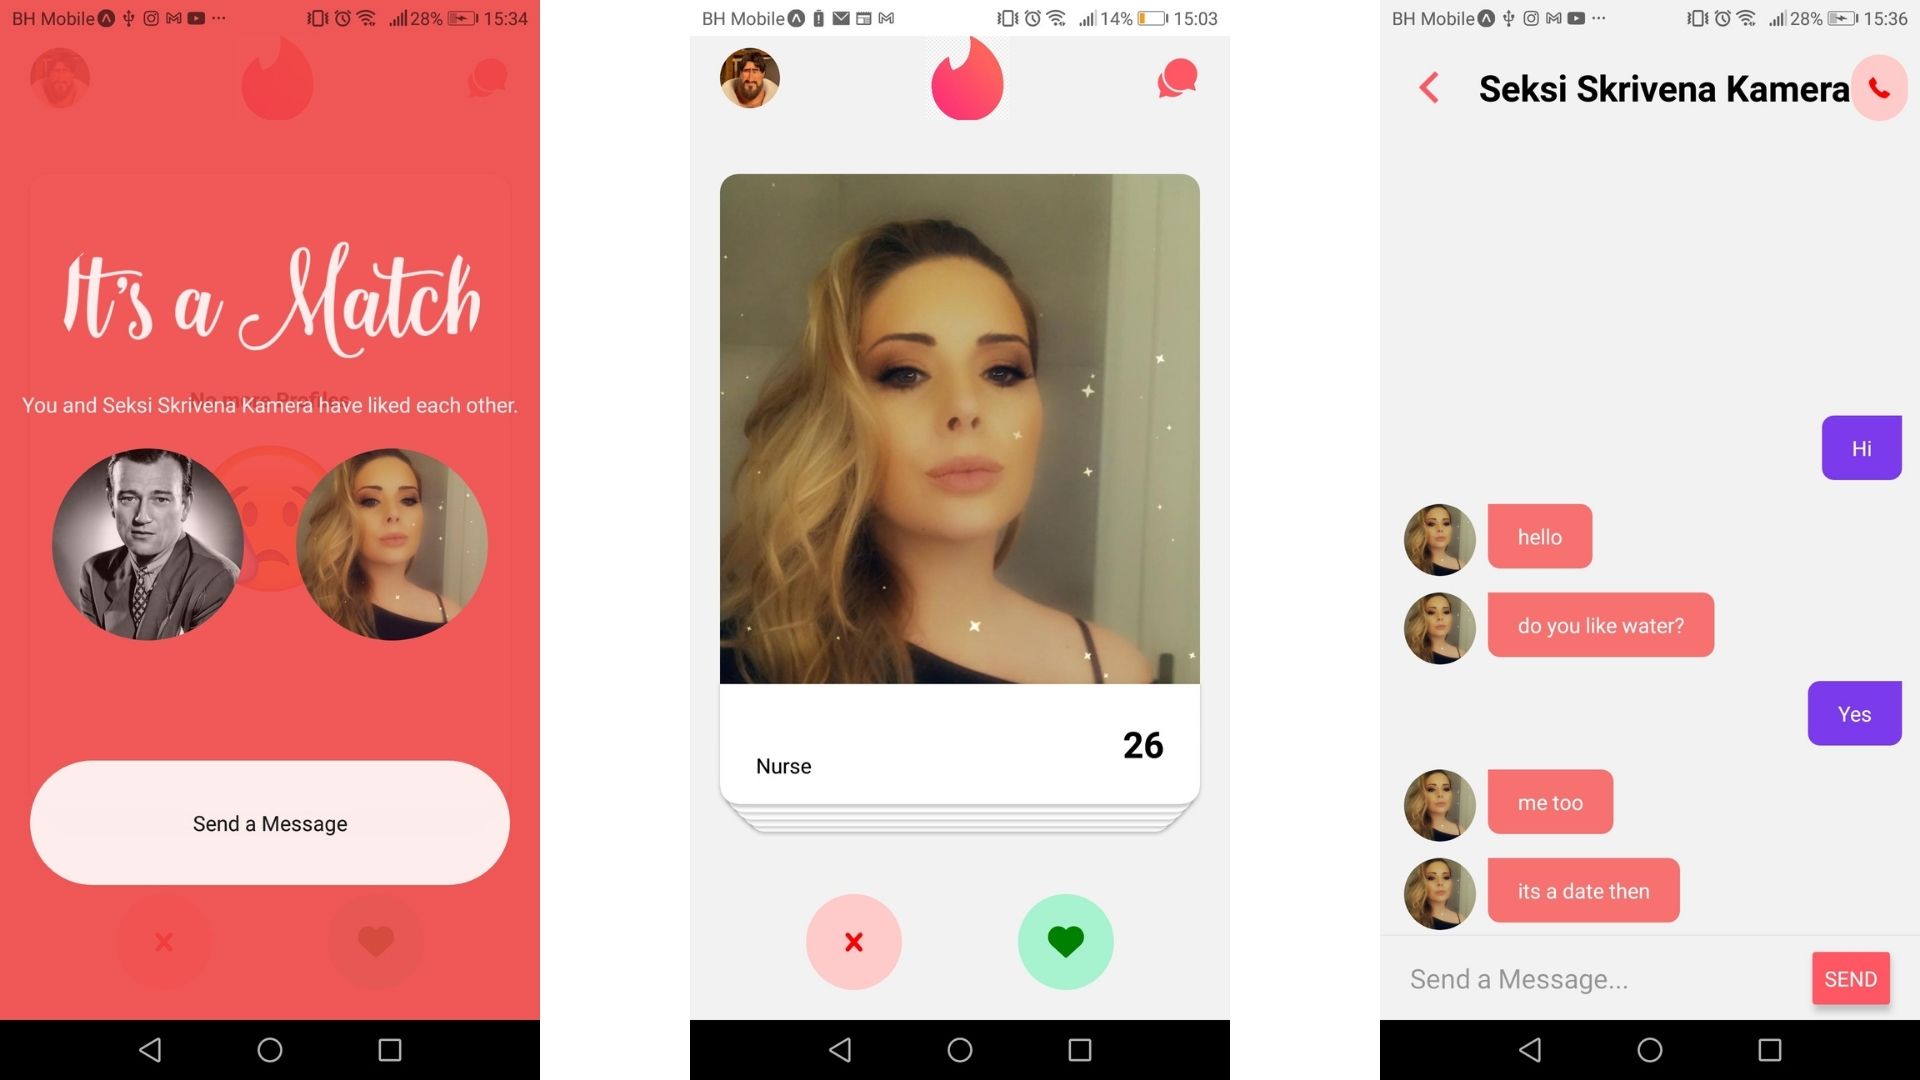 BH Mobile 28% 15:34
It's a Match
No more Profiles
You and Seksi Skrivena Kamera have liked each other.
Send a Message
BH Mobile 14% 15:03
26
Nurse
BH Mobile 28% 15:36
Seksi Skrivena Kamera
Hi
hello
do you like water?
Yes
me too
its a date then
Send a Message...
SEND